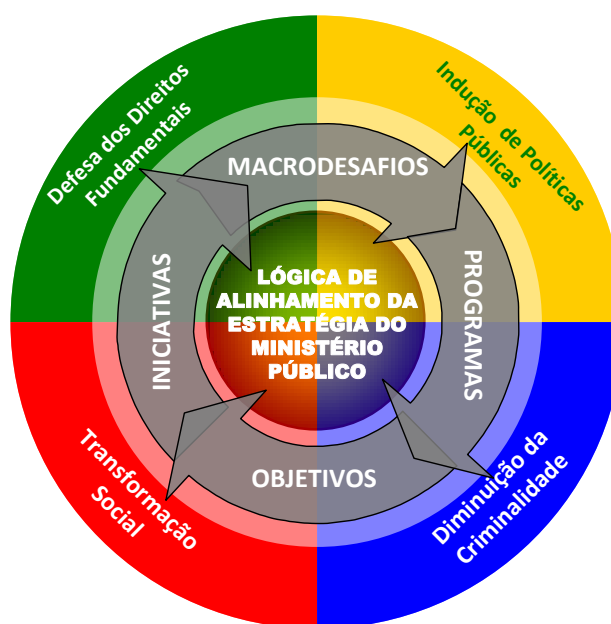 Defesa dos Direitos
Fundamentais
Indução de Políticas
Públicas
MACRODESAFIOS
PROGRAMAS
INICIATIVAS
LÓGICA DE
ALINHAMENTO DA
ESTRATÉGIA DO
MINISTÉRIO
PÚBLICO
OBJETIVOS
Transformação
Social
Diminuição da
Criminalidade